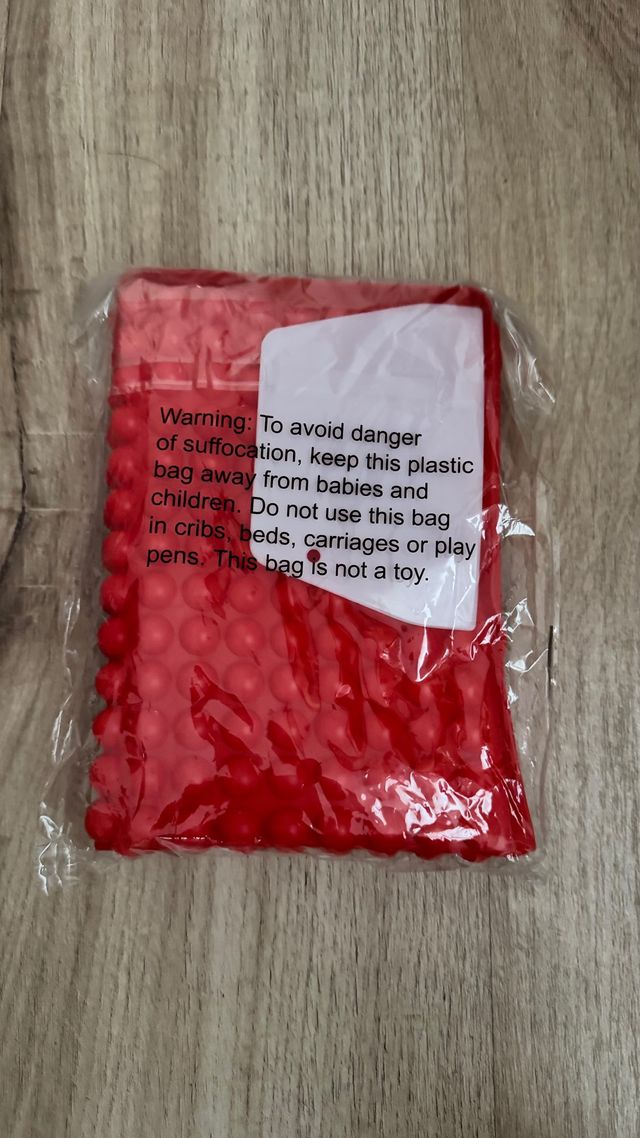 Warning: To avoid danger
of suffocation, keep this plastic
bag away from babies and
children. Do not use this bag
in cribs, beds, carriages or play
pens. This bag is not a toy.